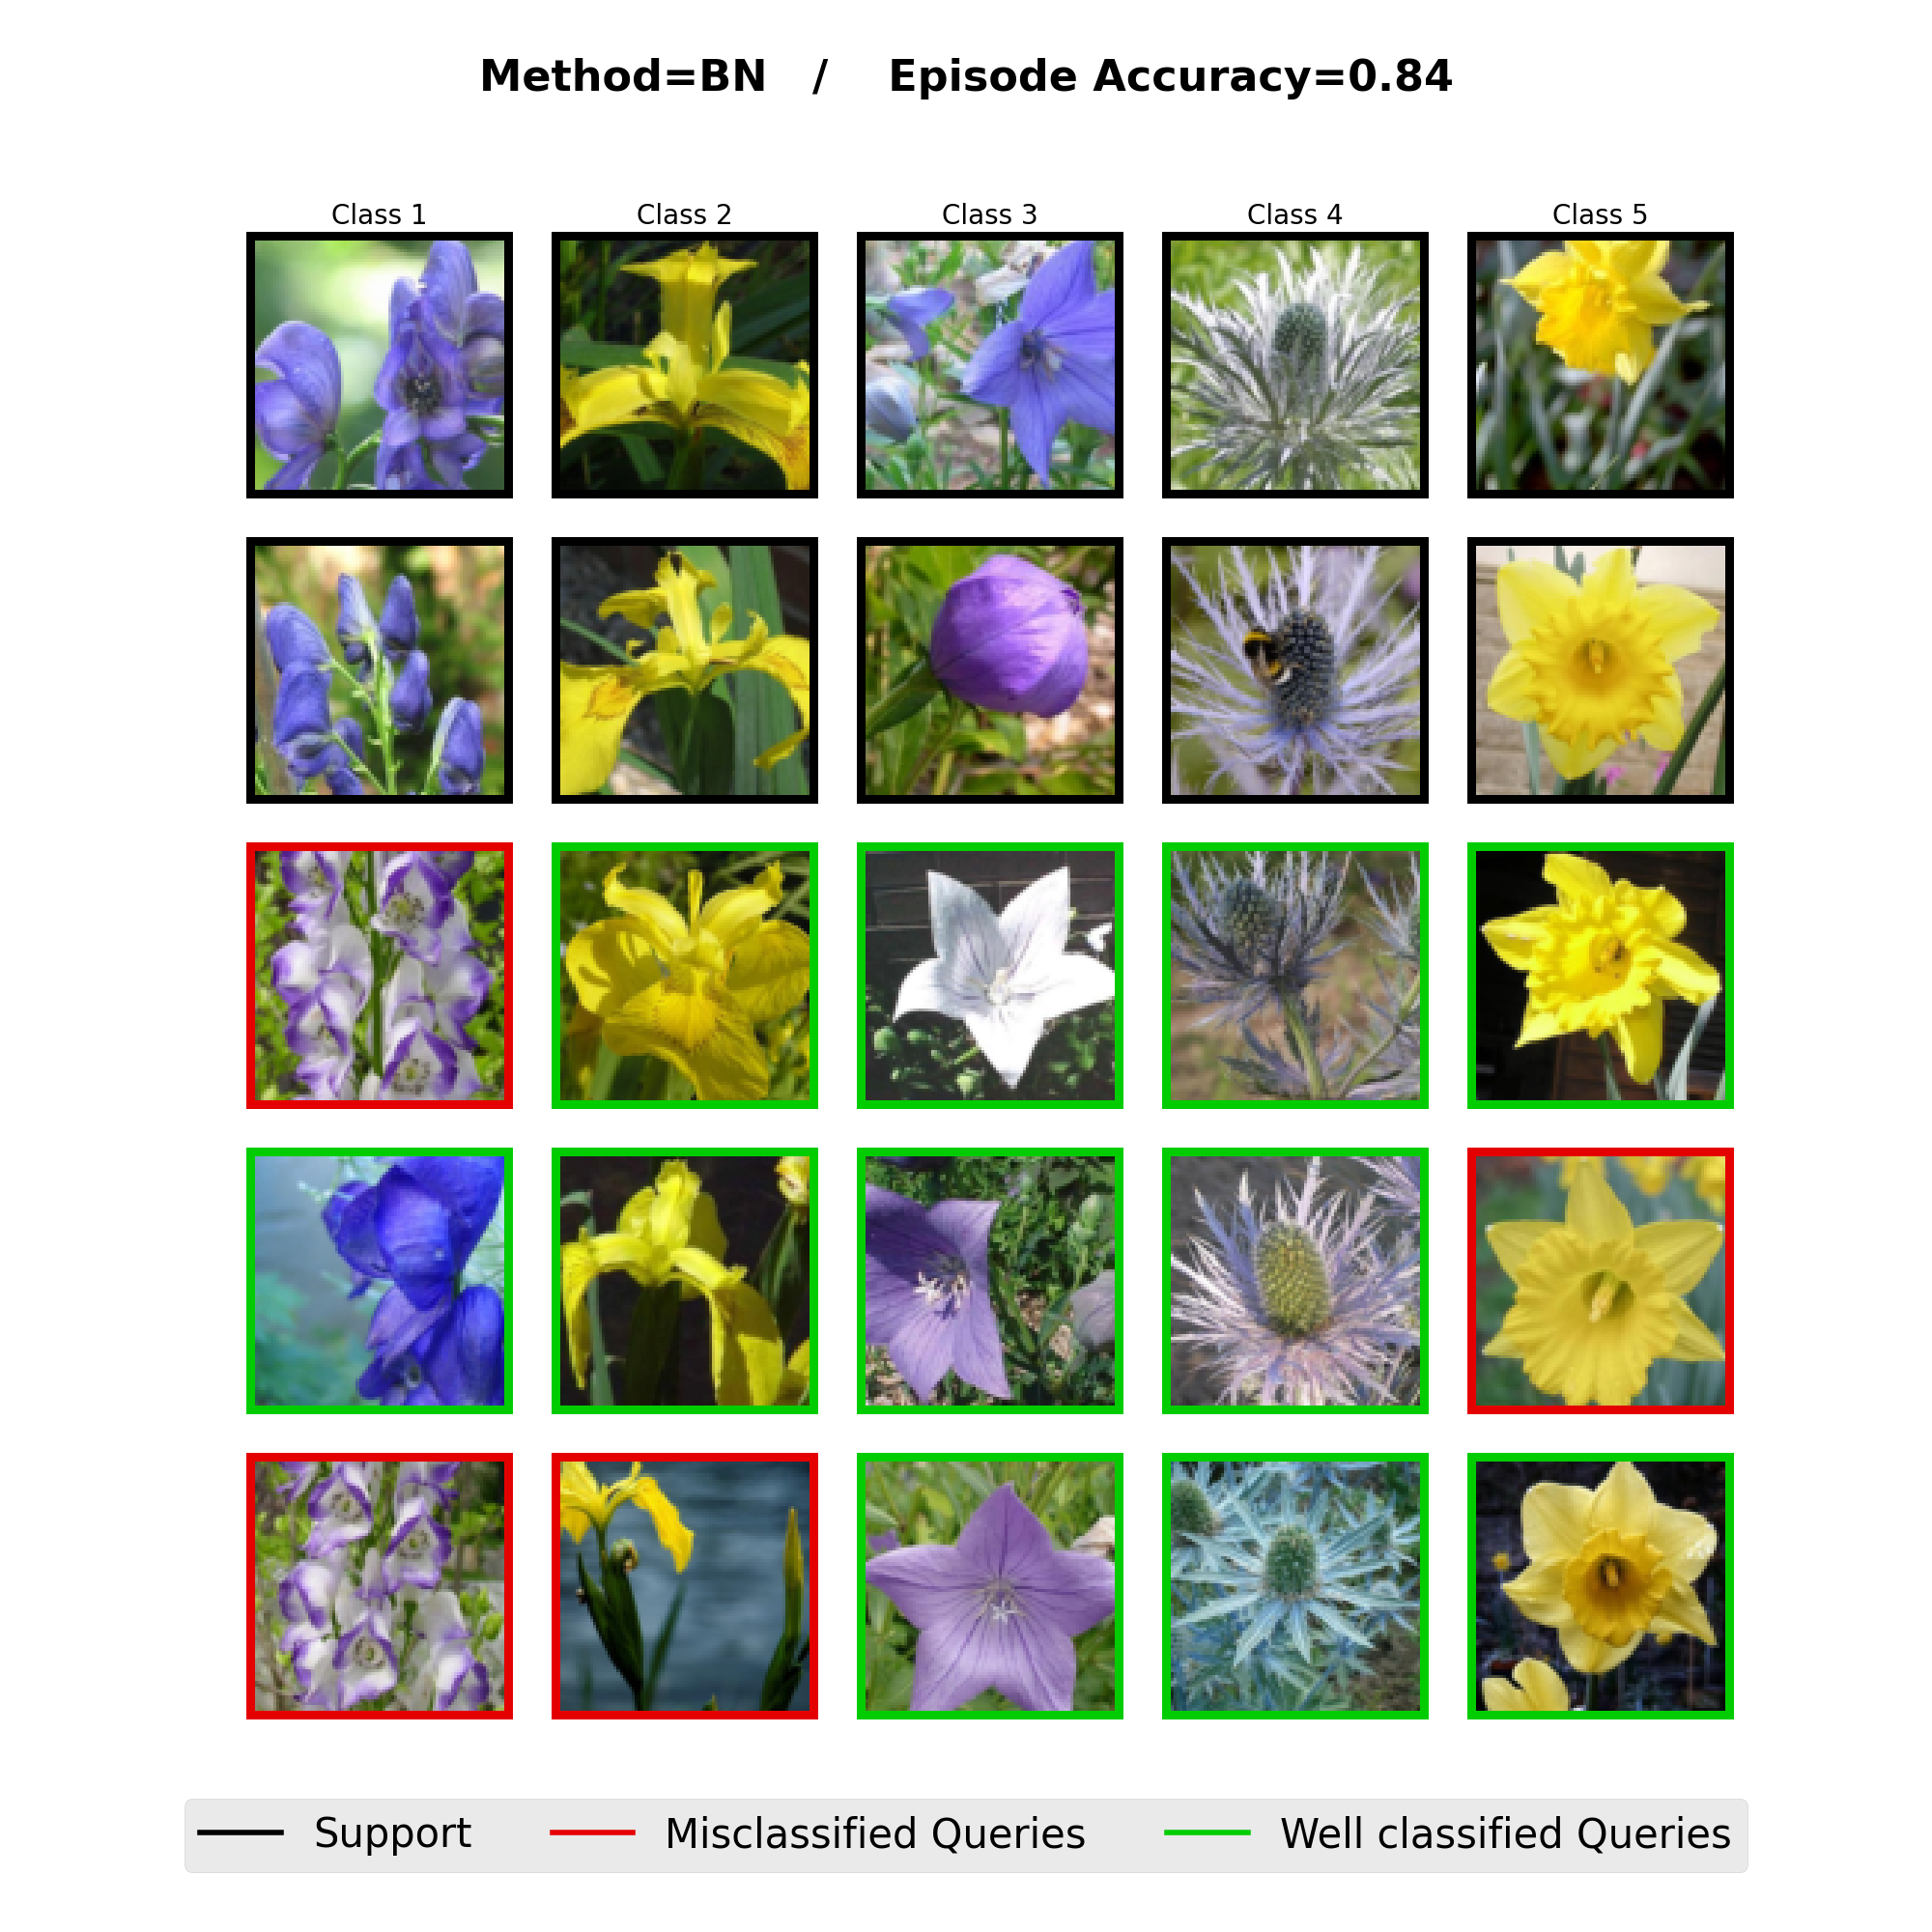 Method=BN / Episode Accuracy=0.84
Class 1 Class 2 Class 3 Class 4 Class 5
Support Misclassified Queries Well classified Queries